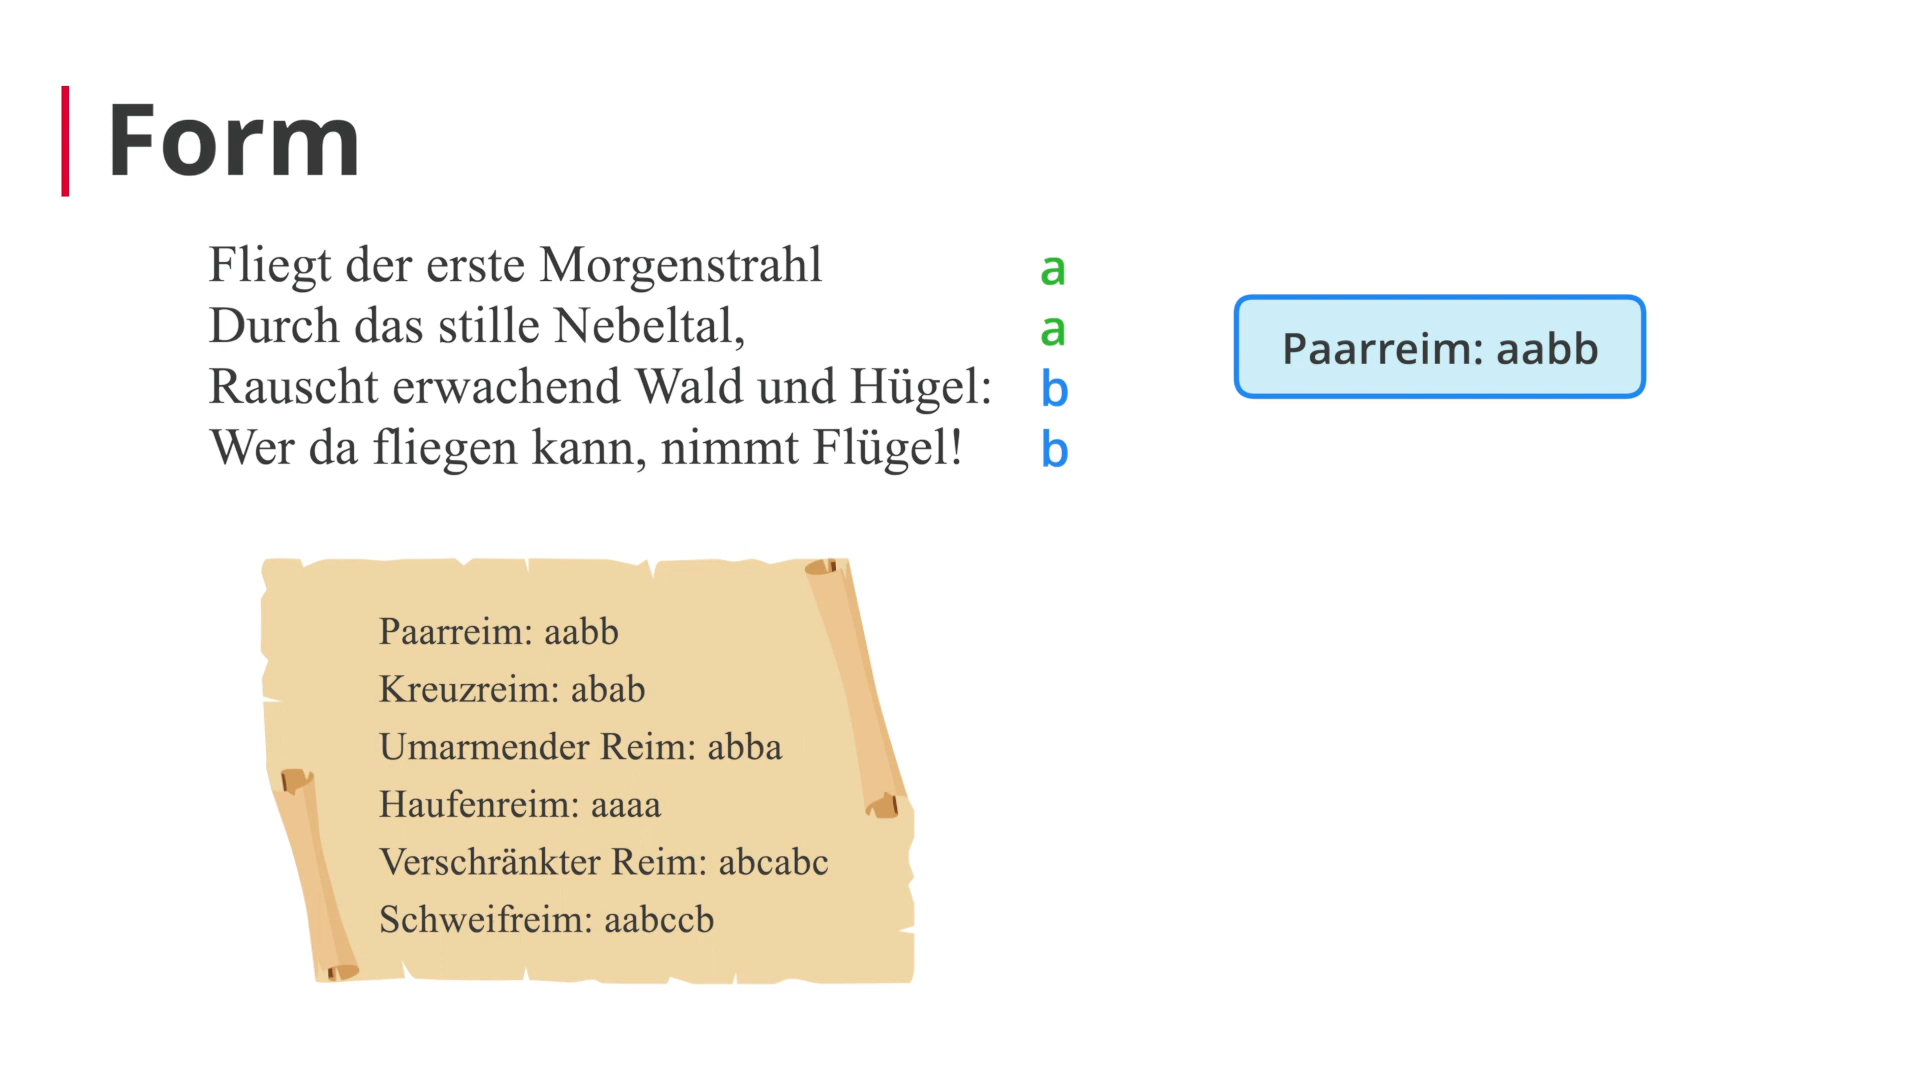 Form
Fliegt der erste Morgenstrahl a
Durch das stille Nebeltal, a
Rauscht erwachend Wald und Hügel: b
Wer da fliegen kann, nimmt Flügel! b
Paarreim: aabb
Paarreim: aabb
Kreuzreim: abab
Umarmender Reim: abba
Haufenreim: aaaa
Verschränkter Reim: abcabc
Schweifreim: aabccb